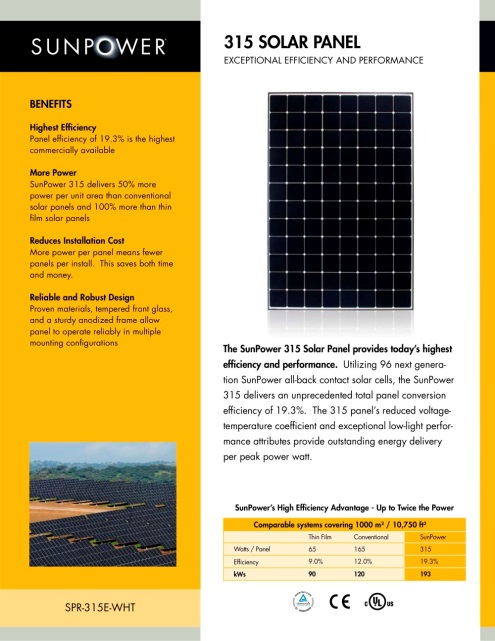 SUNPOWER
315 SOLAR PANEL
EXCEPTIONAL EFFICIENCY AND PERFORMANCE
BENEFITS
Highest Efficiency
Panel efficiency of 19.3% is the highest
commercially available
More Power
SunPower 315 delivers 50% more
power per unit area than conventional
solar panels and 100% more than thin
film solar panels
Reduces Installation Cost
More power per panel means fewer
panels per install. This saves both time
and money.
Reliable and Robust Design
Proven materials, tempered front glass,
and a sturdy anodized frame allow
panel to operate reliably in multiple
mounting configurations
The SunPower 315 Solar Panel provides today's highest
efficiency and performance. Utilizing 96 next genera-
tion SunPower all-back contact solar cells, the SunPower
315 delivers an unprecedented total panel conversion
efficiency of 19.3%. The 315 panel's reduced voltage-
temperature coefficient and exceptional low-light perfor-
mance attributes provide outstanding energy delivery
per peak power watt.
SunPower's High Efficiency Advantage - Up to Twice the Power
Comparable systems covering 1000 m² / 10,750 ft²
Thin Film Conventional SunPower
Watts / Panel 65 165 315
Efficiency 9.0% 12.0% 19.3%
kWs 90 120 193
SPR-315E-WHT
CE
c UL us